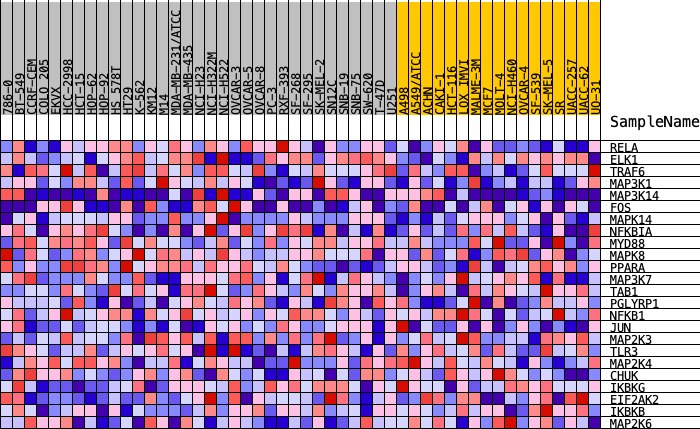 786-0
BT-549
CCRF-CEM
COLO 205
EKVX
HCC-2998
HCT-15
HOP-62
HOP-92
HS 578T
HT29
K-562
KM12
M14
MDA-MB-231/ATCC
MDA-MB-435
NCI-H23
NCI-H322M
NCI-H522
OVCAR-3
OVCAR-5
OVCAR-8
PC-3
RXF-393
SF-268
SF-295
SK-MEL-2
SN12C
SNB-19
SNB-75
SW-620
T-47D
U251
A498
A549/ATCC
ACHN
CAKI-1
HCT-116
LOX IMVI
MALME-3M
MCF7
MOLT-4
NCI-H460
OVCAR-4
SF-539
SK-MEL-5
SR
UACC-257
UACC-62
UO-31
SampleName
RELA
ELK1
TRAF6
MAP3K1
MAP3K14
FOS
MAPK14
NFKBIA
MYD88
MAPK8
PPARA
MAP3K7
TAB1
PGLYRP1
NFKB1
JUN
MAP2K3
TLR3
MAP2K4
CHUK
IKBKG
EIF2AK2
IKBKB
MAP2K6